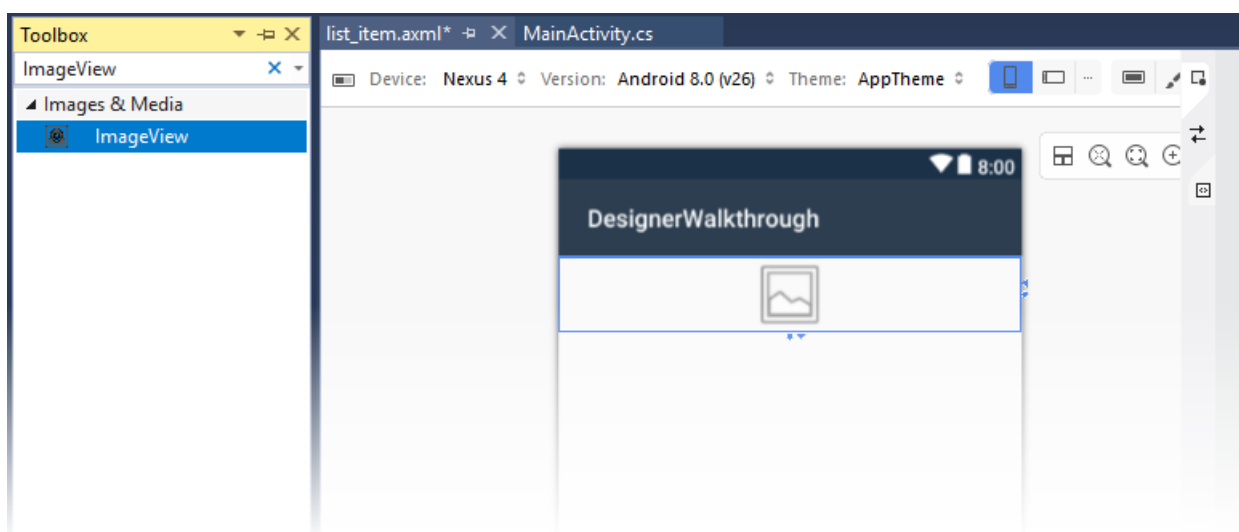 Toolbox
ImageView
Images & Media
ImageView
list_item.axml* MainActivity.cs
Device: Nexus 4 Version: Android 8.0 (v26) Theme: AppTheme ...
8:00
DesignerWalkthrough